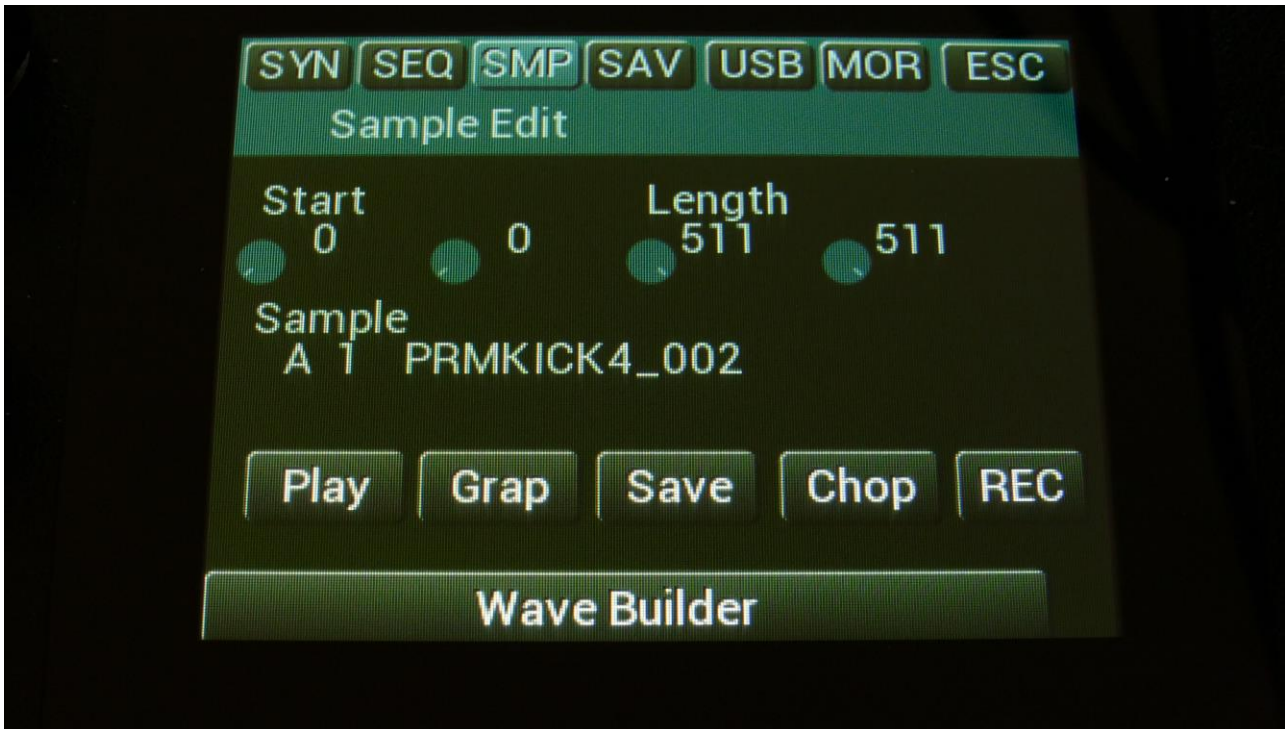 SYN SEQ SMP SAV USB MOR ESC
Sample Edit
Start Length
0 0 511 511
Sample
A 1 PRMKICK4_002
Play Grap Save Chop REC
Wave Builder